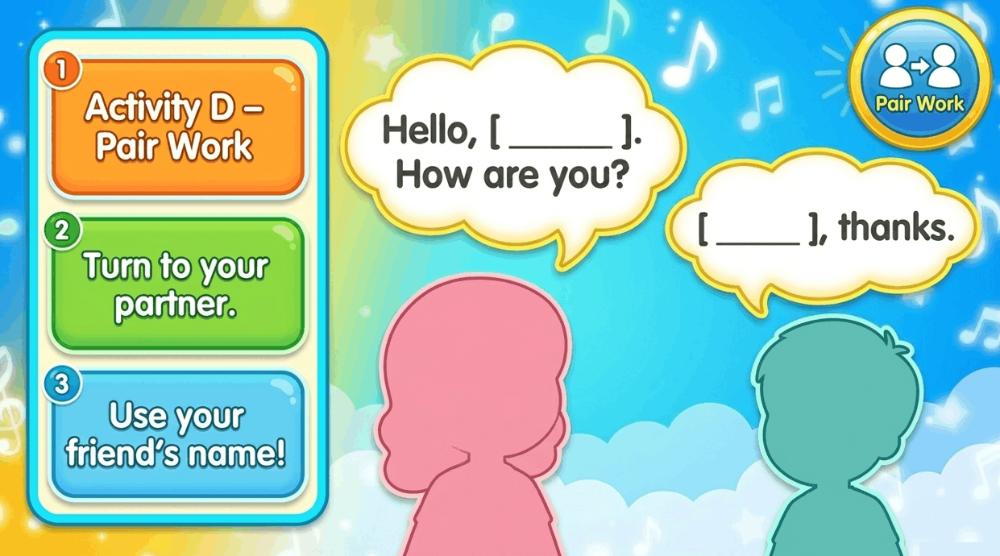 1
Activity D –
Pair Work
2
Turn to your
partner.
3
Use your
friend's name!
Hello, [ ______ ].
How are you?
[ _____ ], thanks.
Pair Work